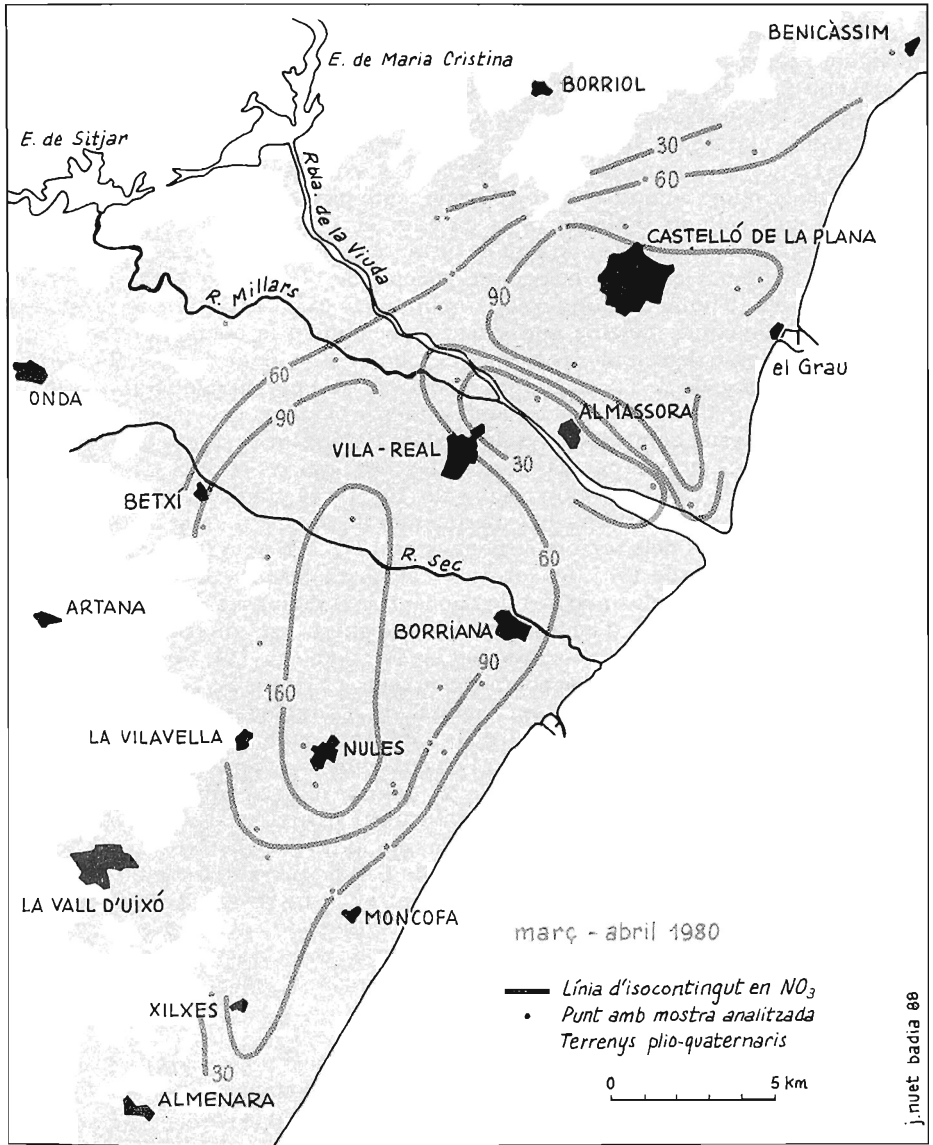 BENICÀSSIM
E. de Maria Cristina
BORRIOL
E. de Sitjar
30
60
Rbla. de la Viuda
CASTELLÓ DE LA PLANA
R. Millars
90
el Grau
60
ONDA
90
ALMASSORA
VILA-REAL
30
BETXÍ
R. Sec
60
ARTANA
BORRIANA
90
160
LA VILAVELLA
NULES
LA VALL D'UIXÓ
MONCOFA
març - abril 1980
Línia d'isocontingut en NO₃
Punt amb mostra analitzada
Terrenys plio-quaternaris
XILXES
30
ALMENARA
0 5 km
j.nuet badia 88